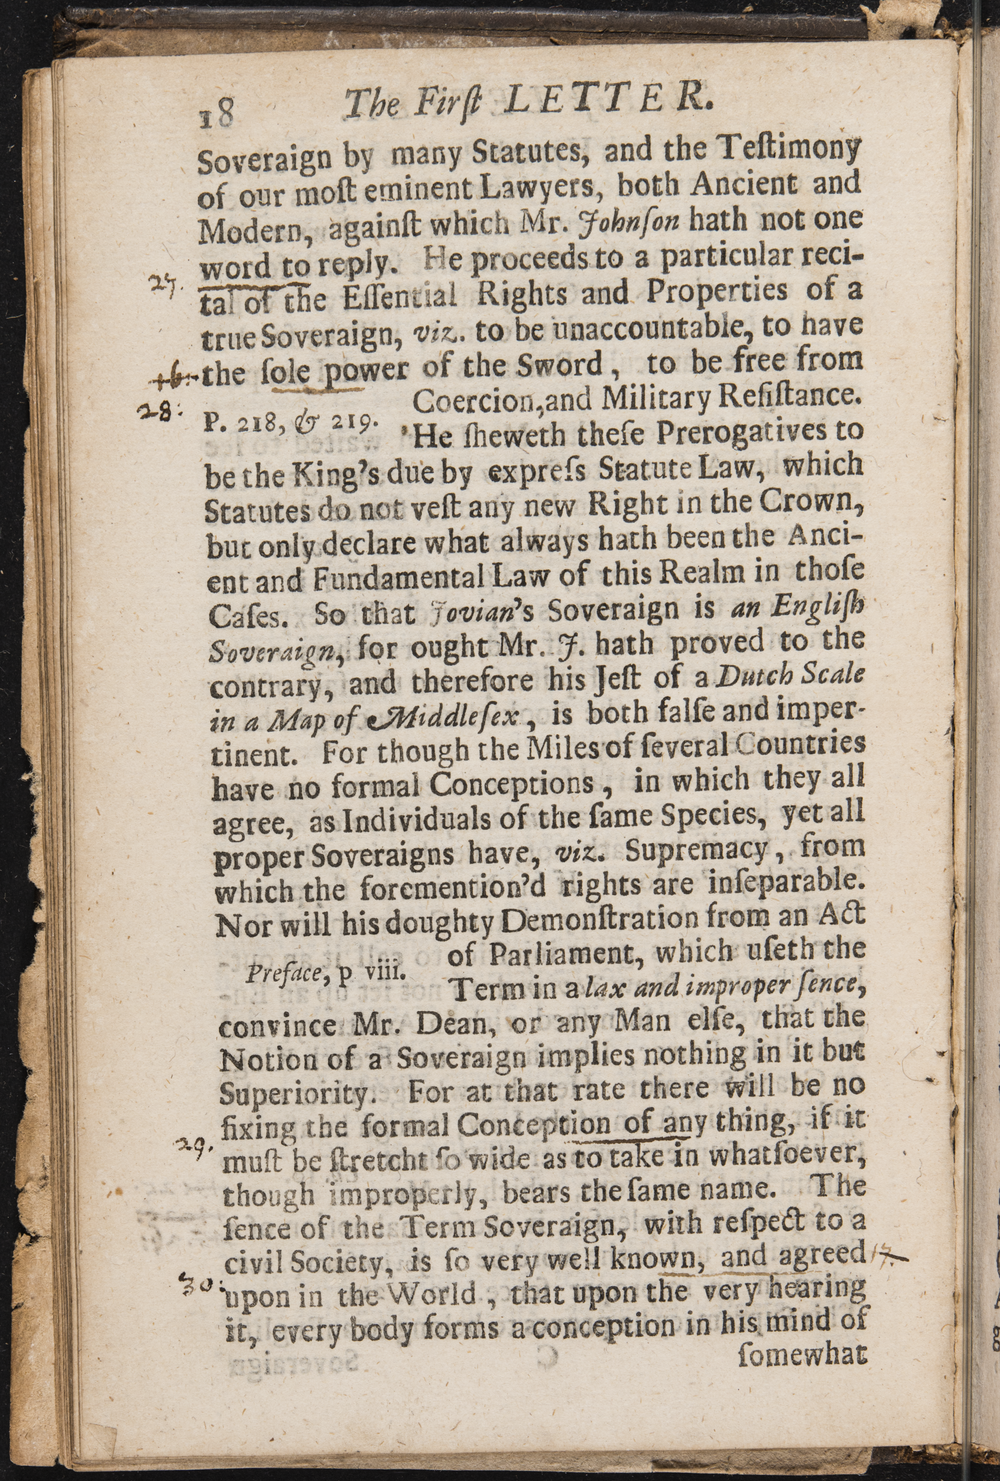 18 The Firſt LETTER.
Soveraign by many Statutes, and the Teſtimony
of our moſt eminent Lawyers, both Ancient and
Modern, againſt which Mr. Johnſon hath not one
word to reply. He proceeds to a particular reci-
27.
tal of the Eſſential Rights and Properties of a
true Soveraign, viz. to be unaccountable, to have
the ſole power of the Sword, to be free from
28:
P. 218, & 219.
Coercion, and Military Reſiſtance.
He ſheweth theſe Prerogatives to
be the King's due by expreſs Statute Law, which
Statutes do not veſt any new Right in the Crown,
but only declare what always hath been the Anci-
ent and Fundamental Law of this Realm in thoſe
Caſes. So that Jovian's Soveraign is an Engliſh
Soveraign, for ought Mr. J. hath proved to the
contrary, and therefore his Jeſt of a Dutch Scale
in a Map of Middleſex, is both falſe and imper-
tinent. For though the Miles of ſeveral Countries
have no formal Conceptions, in which they all
agree, as Individuals of the ſame Species, yet all
proper Soveraigns have, viz. Supremacy, from
which the foremention'd rights are inſeparable.
Nor will his doughty Demonſtration from an Act
Preface, p viii.
of Parliament, which uſeth the
Term in a lax and improper ſence,
convince Mr. Dean, or any Man elſe, that the
Notion of a Soveraign implies nothing in it but
Superiority. For at that rate there will be no
fixing the formal Conception of any thing, if it
29.
muſt be ſtretcht ſo wide as to take in whatſoever,
though improperly, bears the ſame name. The
ſence of the Term Soveraign, with reſpect to a
civil Society, is ſo very well known, and agreed
30.
upon in the World, that upon the very hearing
it, every body forms a conception in his mind of
ſomewhat